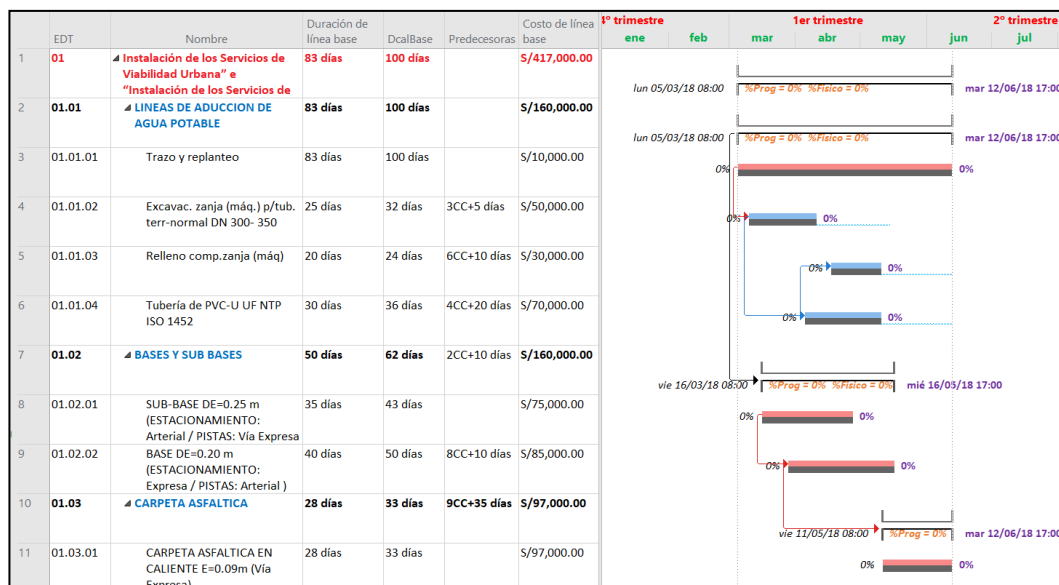 EDT Nombre Duración de línea base DcalBase Predecesoras Costo de línea base
4º trimestre 1er trimestre 2º trimestre
ene feb mar abr may jun jul
1 01 Instalación de los Servicios de 83 días 100 días S/417,000.00
Viabilidad Urbana" e
"Instalación de los Servicios de
lun 05/03/18 08:00 %Prog = 0% %Físico = 0% mar 12/06/18 17:00
2 01.01 LINEAS DE ADUCCION DE 83 días 100 días S/160,000.00
AGUA POTABLE
lun 05/03/18 08:00 %Prog = 0% %Físico = 0% mar 12/06/18 17:00
3 01.01.01 Trazo y replanteo 83 días 100 días S/10,000.00
0% 0%
4 01.01.02 Excavac. zanja (máq.) p/tub. 25 días 32 días 3CC+5 días S/50,000.00
terr-normal DN 300- 350
0% 0%
5 01.01.03 Relleno comp.zanja (máq) 20 días 24 días 6CC+10 días S/30,000.00
0% 0%
6 01.01.04 Tubería de PVC-U UF NTP 30 días 36 días 4CC+20 días S/70,000.00
ISO 1452
0% 0%
7 01.02 BASES Y SUB BASES 50 días 62 días 2CC+10 días S/160,000.00
vie 16/03/18 08:00 %Prog = 0% %Físico = 0% mié 16/05/18 17:00
8 01.02.01 SUB-BASE DE=0.25 m 35 días 43 días S/75,000.00
(ESTACIONAMIENTO:
Arterial / PISTAS: Vía Expresa
0% 0%
9 01.02.02 BASE DE=0.20 m 40 días 50 días 8CC+10 días S/85,000.00
(ESTACIONAMIENTO:
Expresa / PISTAS: Arterial )
0% 0%
10 01.03 CARPETA ASFALTICA 28 días 33 días 9CC+35 días S/97,000.00
vie 11/05/18 08:00 %Prog = 0% mar 12/06/18 17:00
11 01.03.01 CARPETA ASFALTICA EN 28 días 33 días S/97,000.00
CALIENTE E=0.09m (Vía
Expresa)
0% 0%